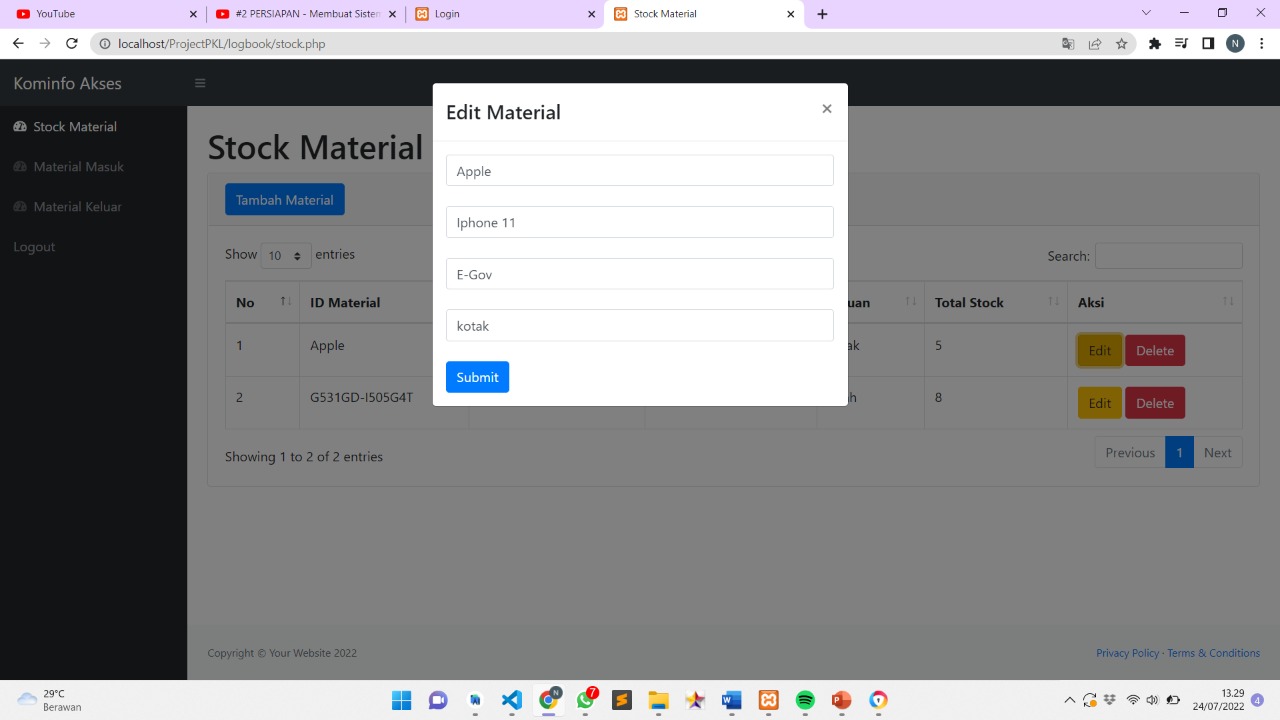 YouTube
#2 PERSIAPAN - Membuat Sistem
Login
Stock Material
localhost/ProjectPKL/logbook/stock.php
N
Kominfo Akses
Stock Material
Material Masuk
Material Keluar
Logout
Stock Material
Tambah Material
Show 10 entries
Search:
No ID Material uan Total Stock Aksi
1 Apple ak 5 Edit Delete
2 G531GD-I505G4T h 8 Edit Delete
Showing 1 to 2 of 2 entries
Previous 1 Next
Edit Material ×
Apple
Iphone 11
E-Gov
kotak
Submit
Copyright © Your Website 2022
Privacy Policy · Terms & Conditions
29°C
Berawan
7
13.29
24/07/2022
4